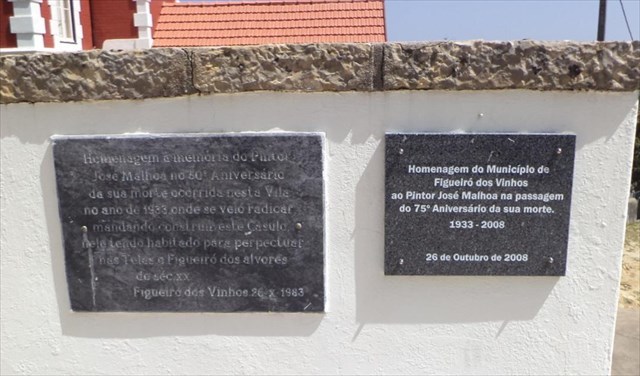 Homenagem à memória do Pintor
José Malhoa no 50º Aniversário
da sua morte ocorrida nesta Vila
no ano de 1933 onde se veio radicar
mandando construir este Casulo
nele tendo habitado para perpectuar
nas Telas o Figueiró dos alvores
do séc. xx
Figueiró dos Vinhos 26-X-1983
Homenagem do Município de
Figueiró dos Vinhos
ao Pintor José Malhoa na passagem
do 75º Aniversário da sua morte.
1933 - 2008
26 de Outubro de 2008